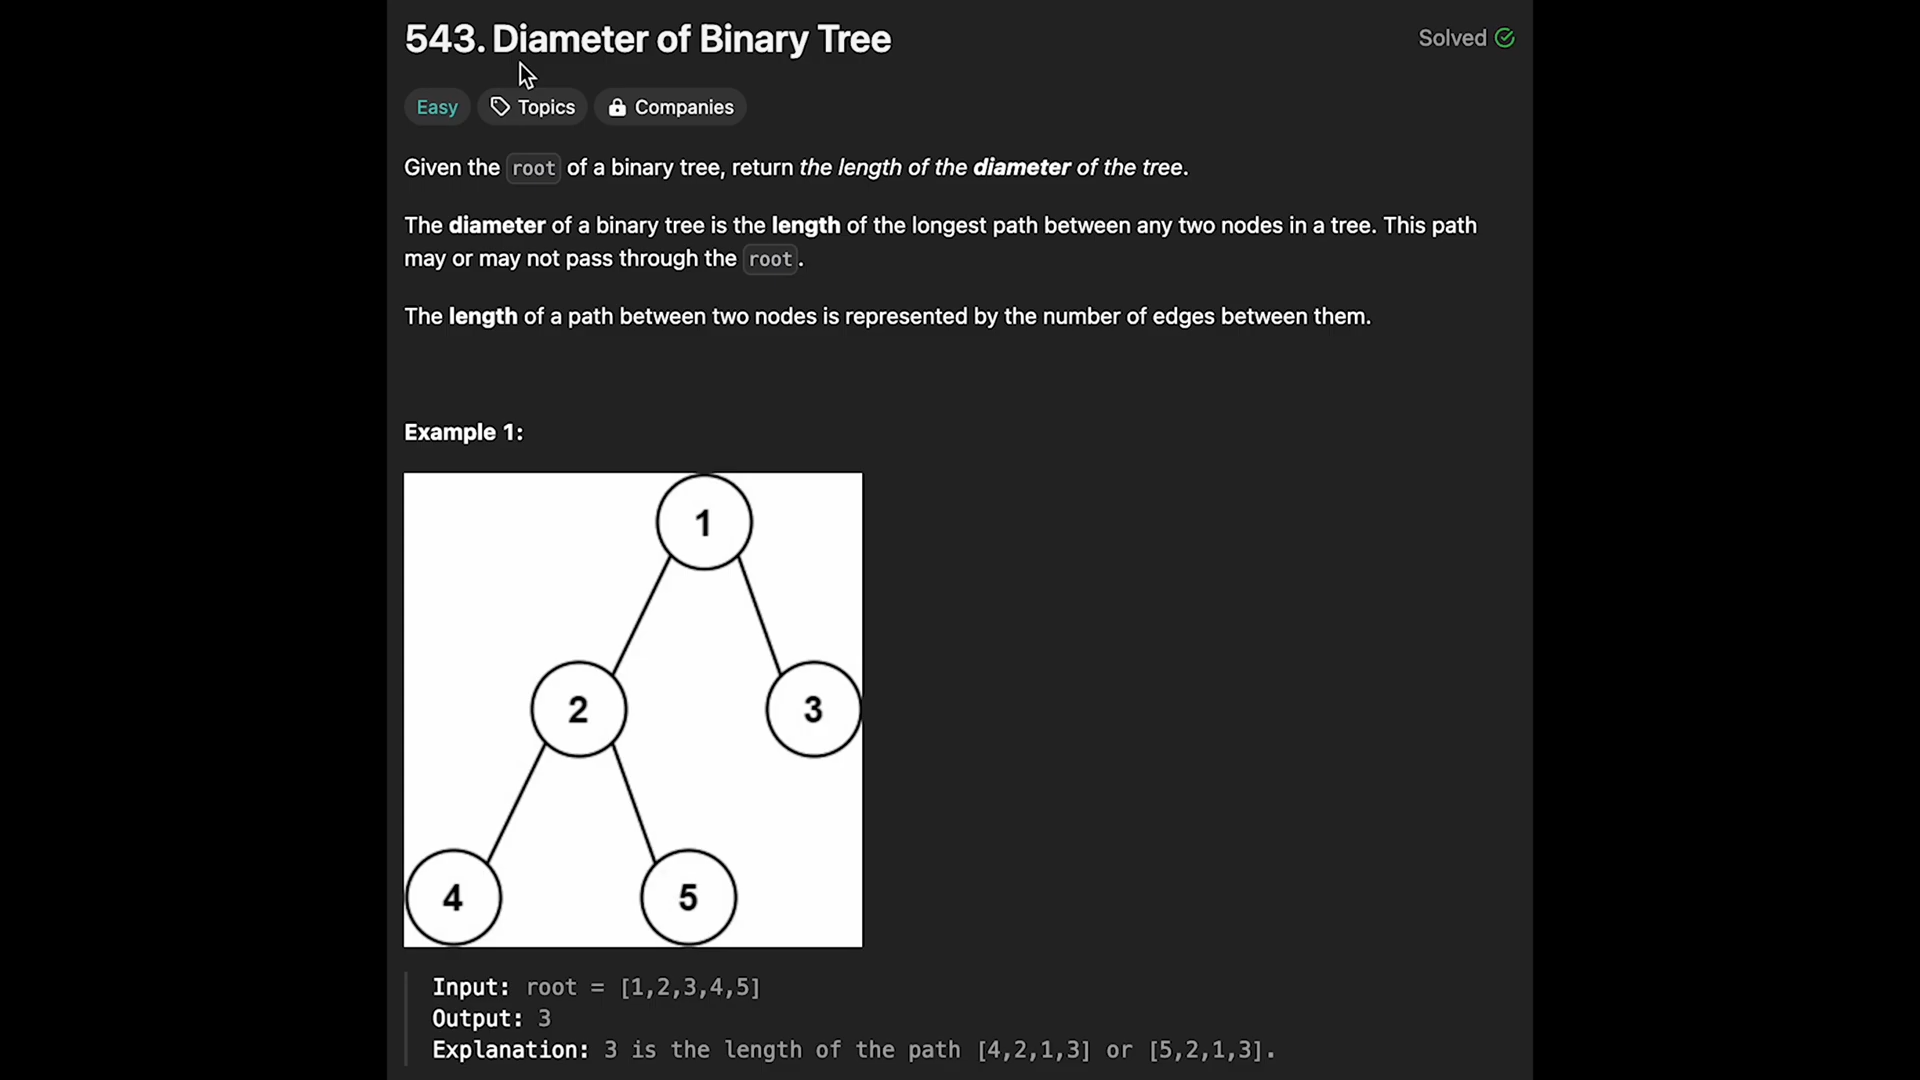 543. Diameter of Binary Tree
Solved
Easy Topics Companies
Given the root of a binary tree, return the length of the diameter of the tree.
The diameter of a binary tree is the length of the longest path between any two nodes in a tree. This path
may or may not pass through the root.
The length of a path between two nodes is represented by the number of edges between them.
Example 1:
1
2 3
4 5
Input: root = [1,2,3,4,5]
Output: 3
Explanation: 3 is the length of the path [4,2,1,3] or [5,2,1,3].